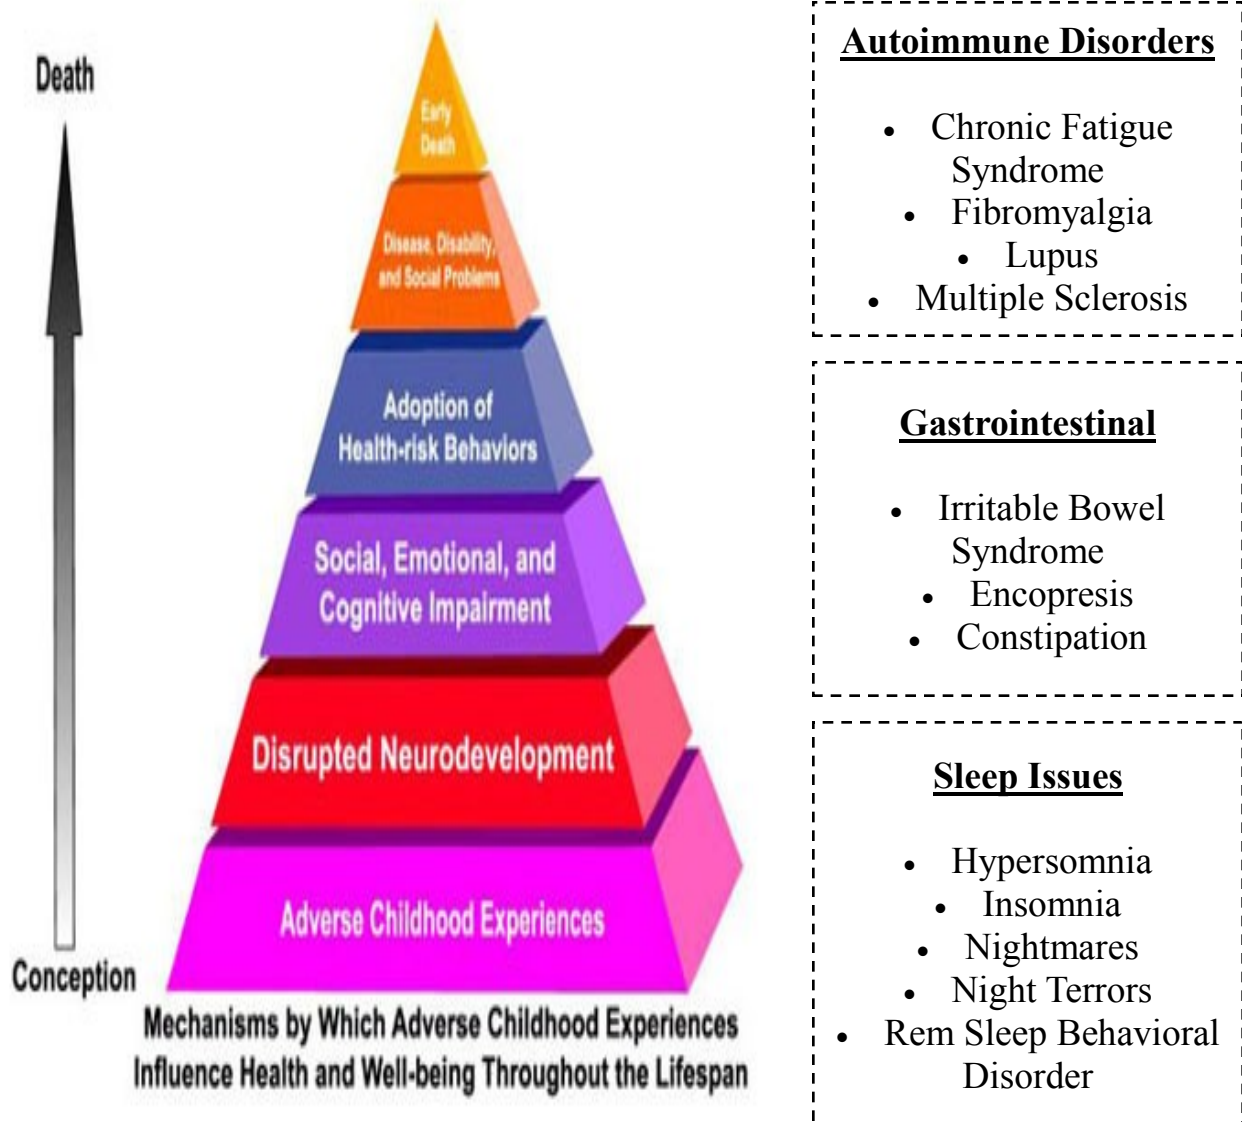 Death
Early
Death
Disease, Disability,
and Social Problems
Adoption of
Health-risk Behaviors
Social, Emotional, and
Cognitive Impairment
Disrupted Neurodevelopment
Adverse Childhood Experiences
Conception
Mechanisms by Which Adverse Childhood Experiences
Influence Health and Well-being Throughout the Lifespan
Autoimmune Disorders
• Chronic Fatigue
Syndrome
• Fibromyalgia
• Lupus
• Multiple Sclerosis
Gastrointestinal
• Irritable Bowel
Syndrome
• Encopresis
• Constipation
Sleep Issues
• Hypersomnia
• Insomnia
• Nightmares
• Night Terrors
• Rem Sleep Behavioral
Disorder